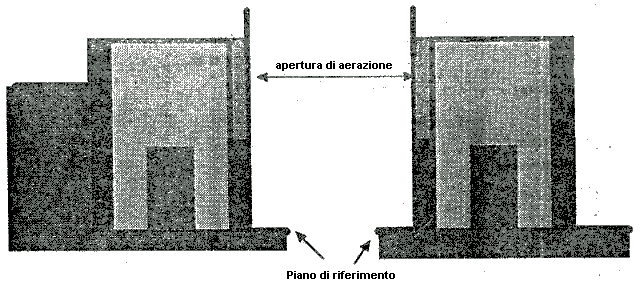 apertura di aerazione
Piano di riferimento